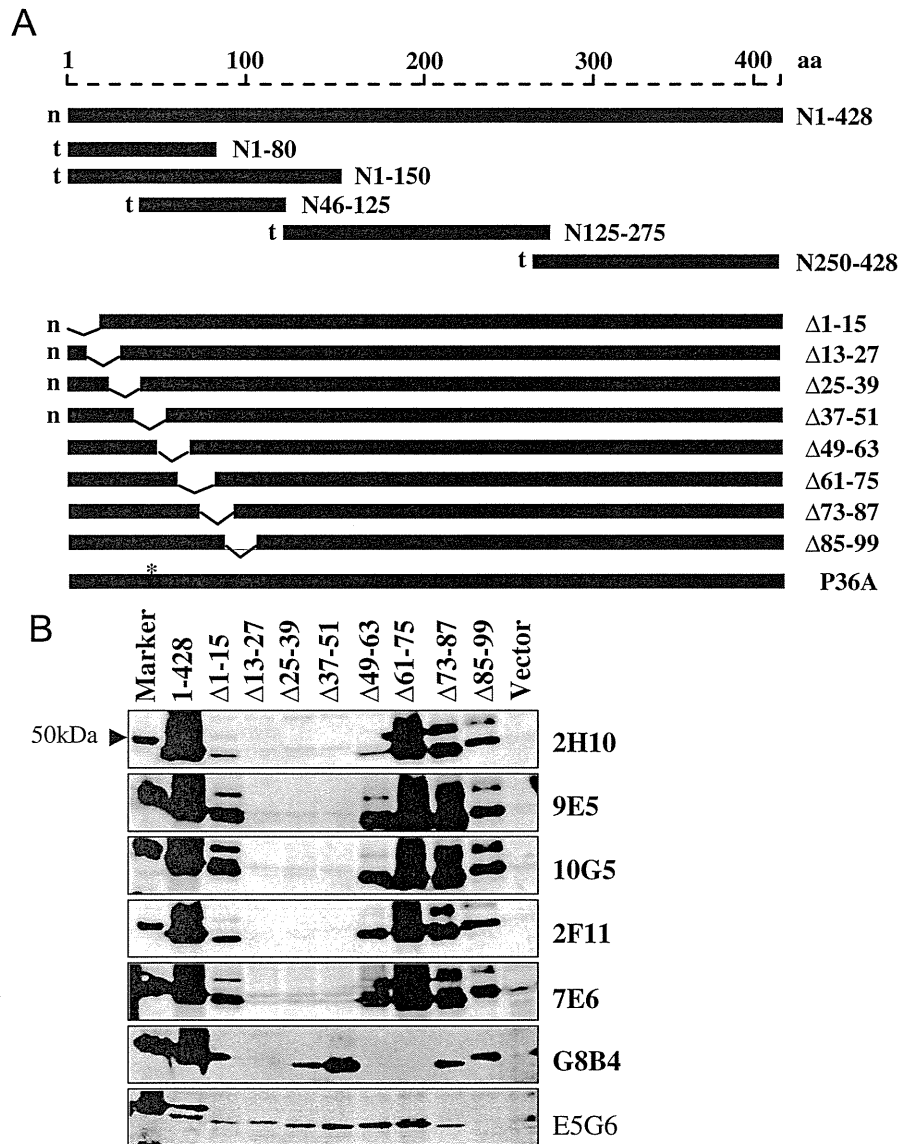 A
1 100 200 300 400 aa
n N1-428
t N1-80
t N1-150
t N46-125
t N125-275
t N250-428
n Δ1-15
n Δ13-27
n Δ25-39
n Δ37-51
Δ49-63
Δ61-75
Δ73-87
Δ85-99
* P36A
B
Marker 1-428 Δ1-15 Δ13-27 Δ25-39 Δ37-51 Δ49-63 Δ61-75 Δ73-87 Δ85-99 Vector
50kDa 2H10
9E5
10G5
2F11
7E6
G8B4
E5G6